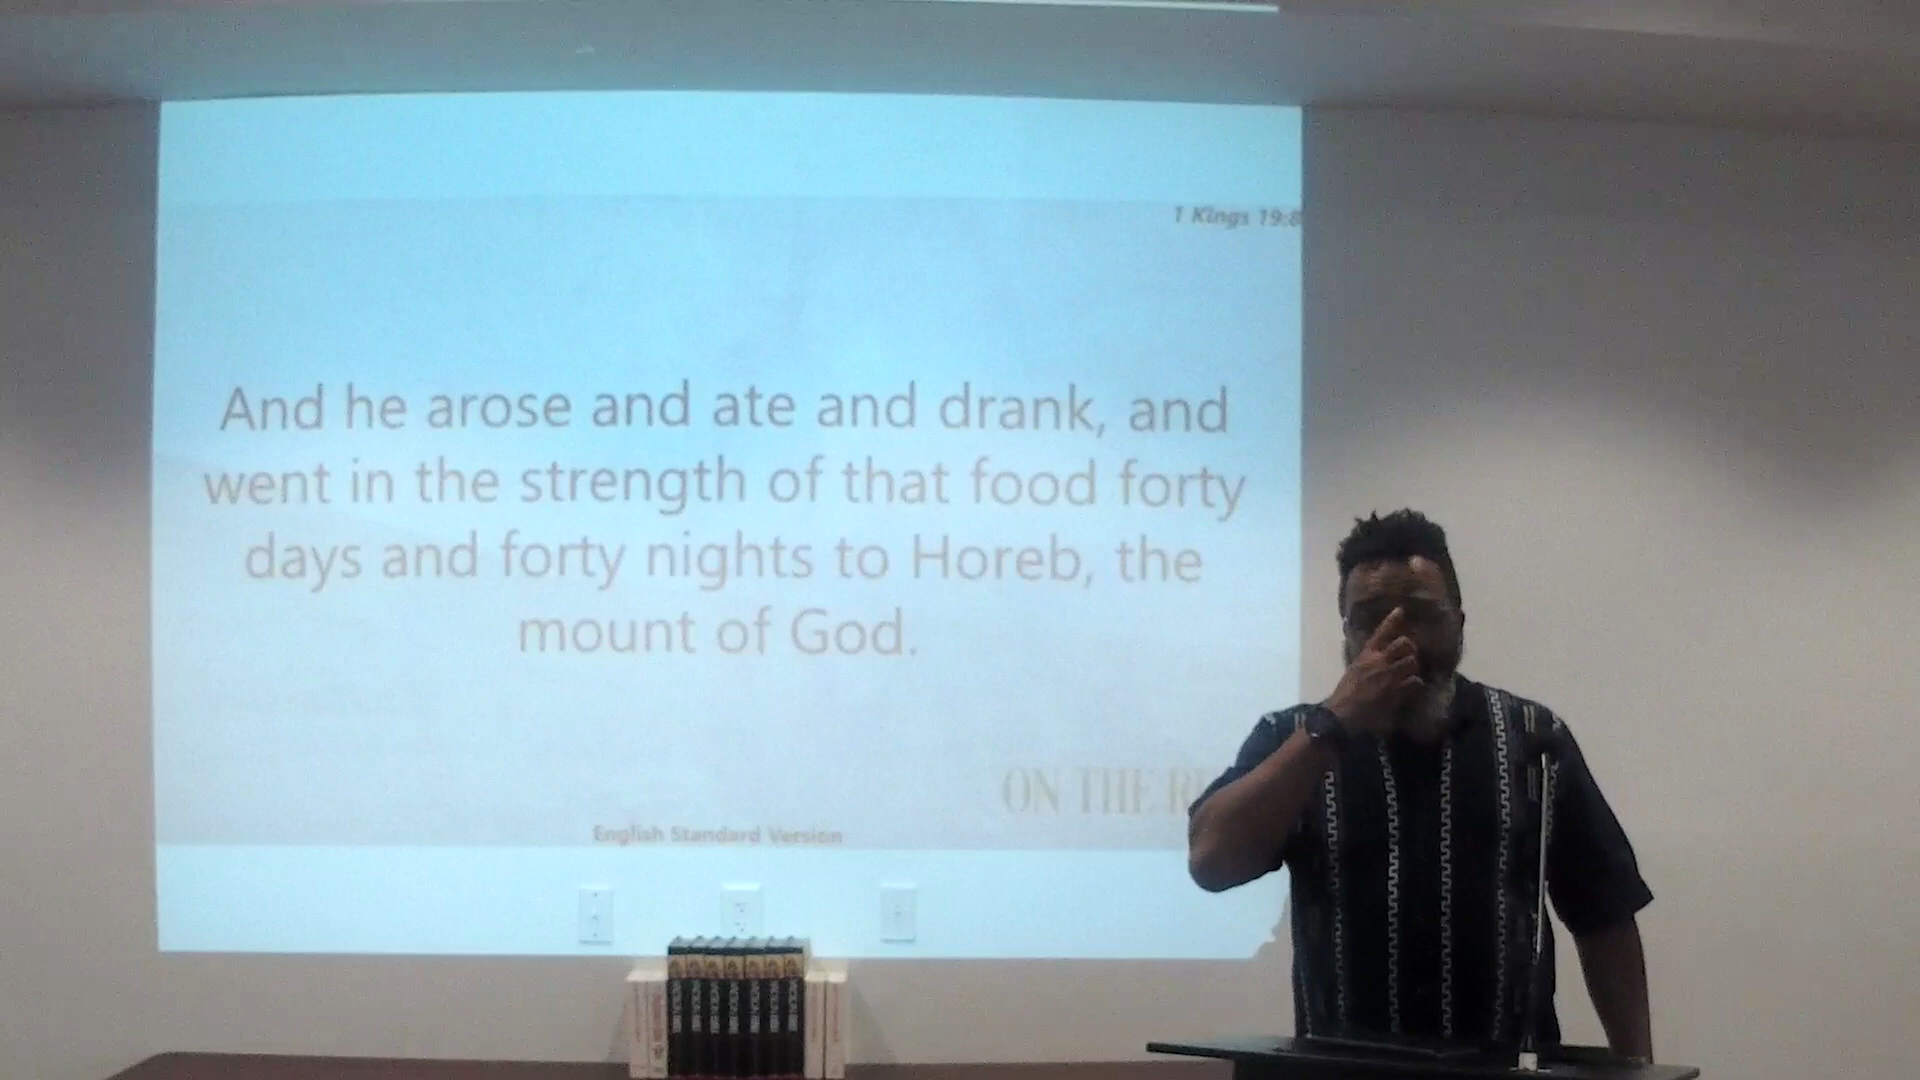 1 Kings 19:8
And he arose and ate and drank, and
went in the strength of that food forty
days and forty nights to Horeb, the
mount of God.
ON THE R
English Standard Version